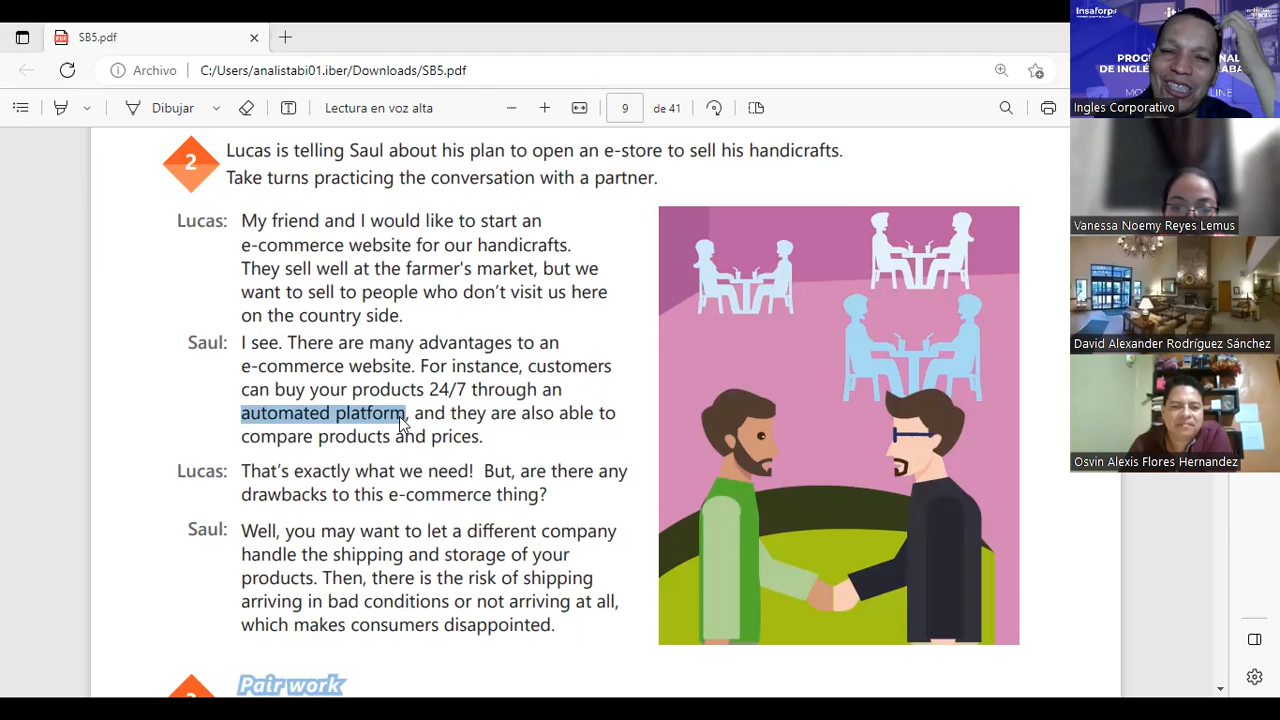 SB5.pdf
Archivo
C:/Users/analistabi01.iber/Downloads/SB5.pdf
Dibujar
Lectura en voz alta
9
de 41
2
Lucas is telling Saul about his plan to open an e-store to sell his handicrafts.
Take turns practicing the conversation with a partner.
Lucas: My friend and I would like to start an
e-commerce website for our handicrafts.
They sell well at the farmer's market, but we
want to sell to people who don't visit us here
on the country side.
Saul: I see. There are many advantages to an
e-commerce website. For instance, customers
can buy your products 24/7 through an
automated platform, and they are also able to
compare products and prices.
Lucas: That's exactly what we need! But, are there any
drawbacks to this e-commerce thing?
Saul: Well, you may want to let a different company
handle the shipping and storage of your
products. Then, there is the risk of shipping
arriving in bad conditions or not arriving at all,
which makes consumers disappointed.
Pair work
Insaforp
Ingles Corporativo
Vanessa Noemy Reyes Lemus
David Alexander Rodríguez Sánchez
Osvin Alexis Flores Hernandez